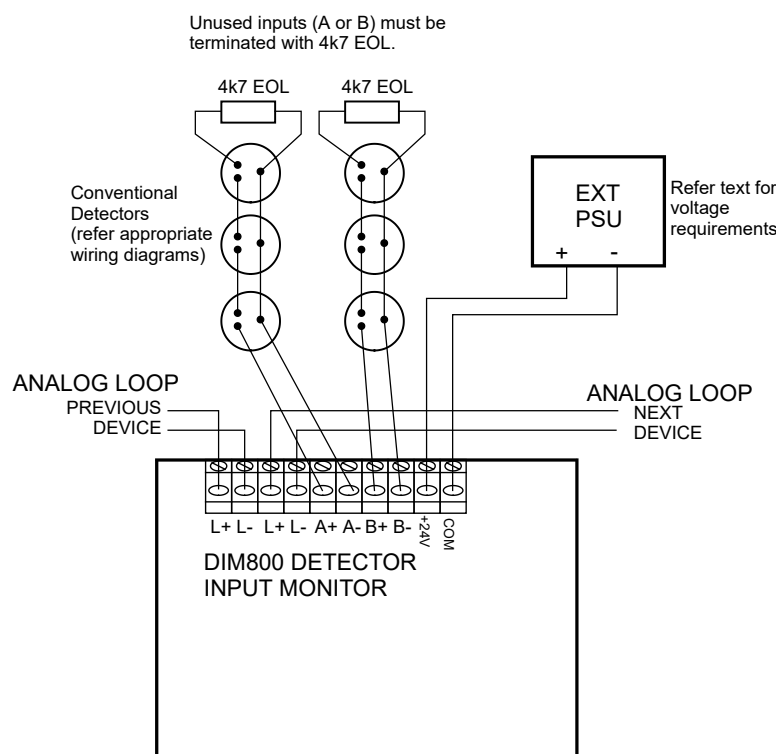 Unused inputs (A or B) must be
terminated with 4k7 EOL.
4k7 EOL
4k7 EOL
Conventional
Detectors
(refer appropriate
wiring diagrams)
EXT
PSU
+ -
Refer text for
voltage
requirements
ANALOG LOOP
PREVIOUS
DEVICE
ANALOG LOOP
NEXT
DEVICE
L+ L- L+ L- A+ A- B+ B- +24V COM
DIM800 DETECTOR
INPUT MONITOR